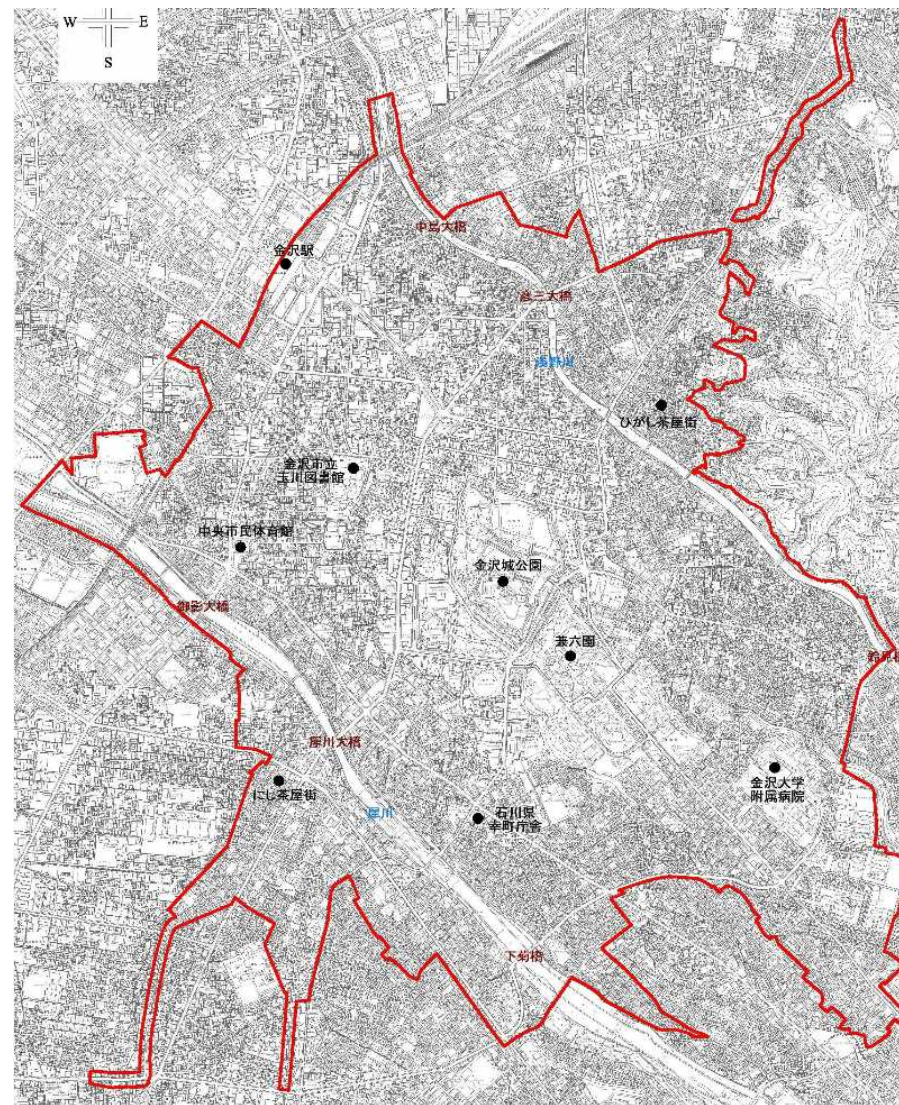 W E
S
中島大橋
金沢駅
彦三大橋
浅野川
ひがし茶屋街
金沢市立
玉川図書館
中央市民体育館
金沢城公園
御影大橋
兼六園
犀川大橋
にし茶屋街
金沢大学
附属病院
犀川
石川県
幸町庁舎
下菊橋